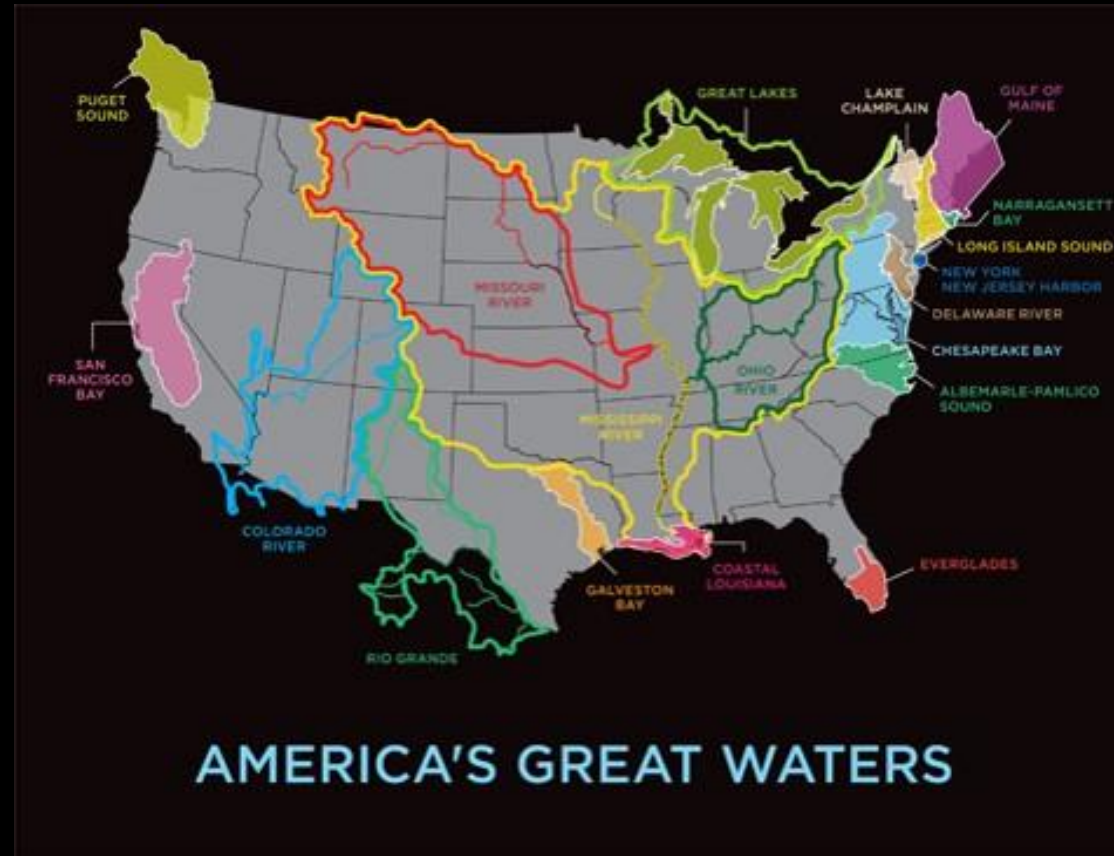 PUGET
SOUND
GREAT LAKES
LAKE
CHAMPLAIN
GULF OF
MAINE
NARRAGANSETT
BAY
LONG ISLAND SOUND
NEW YORK
NEW JERSEY HARBOR
DELAWARE RIVER
CHESAPEAKE BAY
ALBEMARLE-PAMLICO
SOUND
MISSOURI
RIVER
OHIO
RIVER
MISSISSIPPI
RIVER
SAN
FRANCISCO
BAY
COLORADO
RIVER
RIO GRANDE
GALVESTON
BAY
COASTAL
LOUISIANA
EVERGLADES
AMERICA'S GREAT WATERS